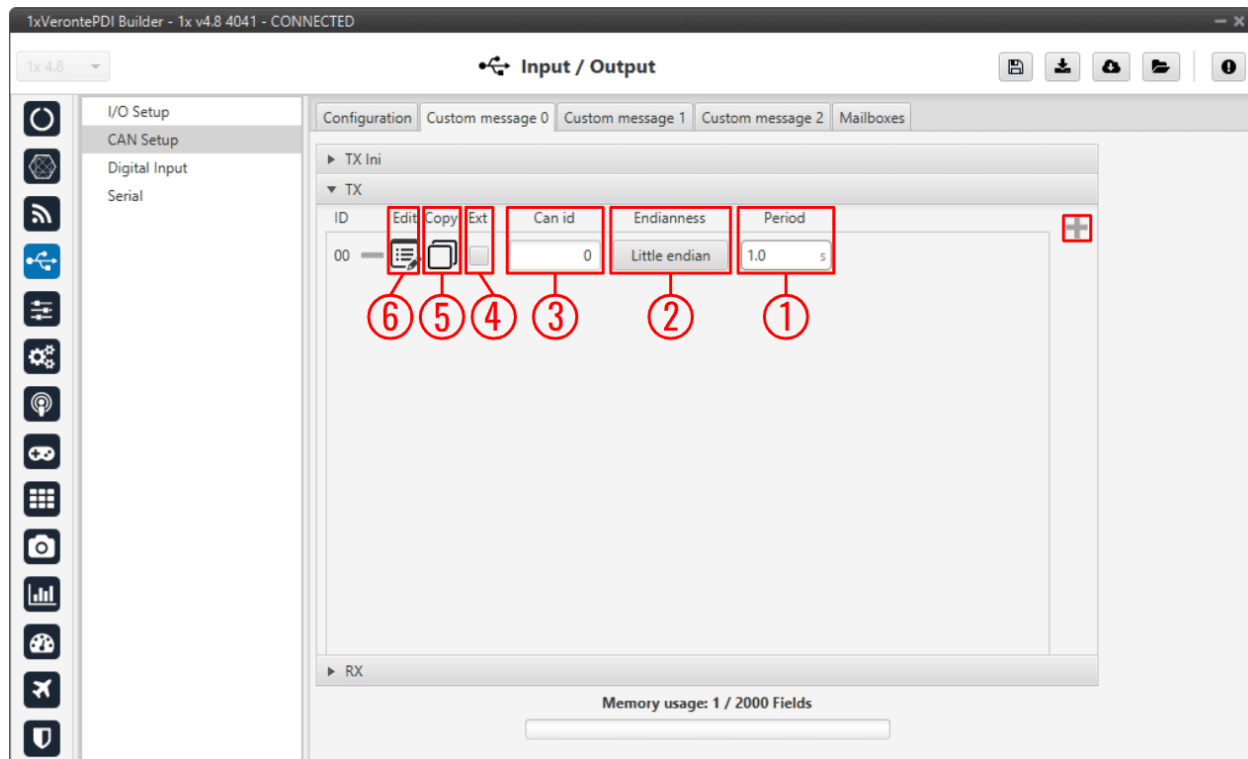 1xVerontePDI Builder - 1x v4.8 4041 - CONNECTED
1x 4.8
Input / Output
I/O Setup
CAN Setup
Digital Input
Serial
Configuration Custom message 0 Custom message 1 Custom message 2 Mailboxes
TX Ini
TX
ID Edit Copy Ext Can id Endianness Period
00 0 Little endian 1.0 s
6 5 4 3 2 1
RX
Memory usage: 1 / 2000 Fields